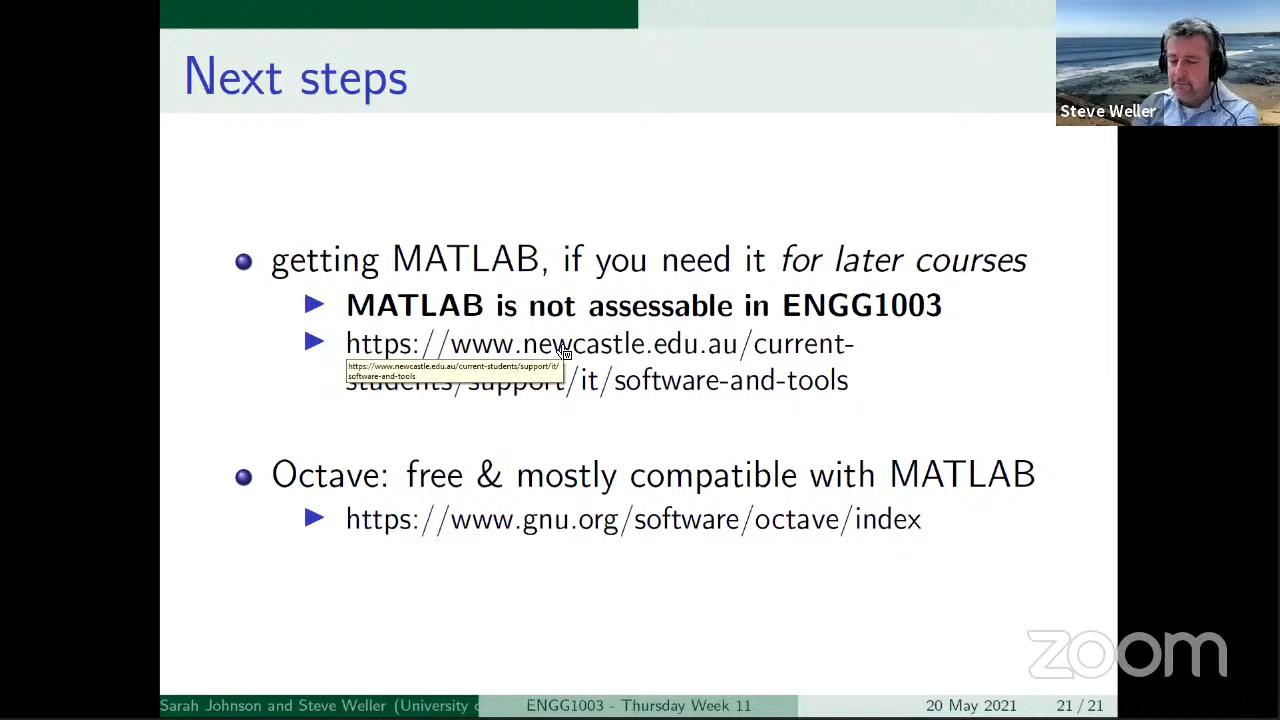 Next steps
Steve Weller
getting MATLAB, if you need it for later courses
MATLAB is not assessable in ENGG1003
https://www.newcastle.edu.au/current-
https://www.newcastle.edu.au/current-students/support/it/
software-and-tools
students/support/it/software-and-tools
Octave: free & mostly compatible with MATLAB
https://www.gnu.org/software/octave/index
zoom
Sarah Johnson and Steve Weller (University
ENGG1003 - Thursday Week 11
20 May 2021
21 / 21